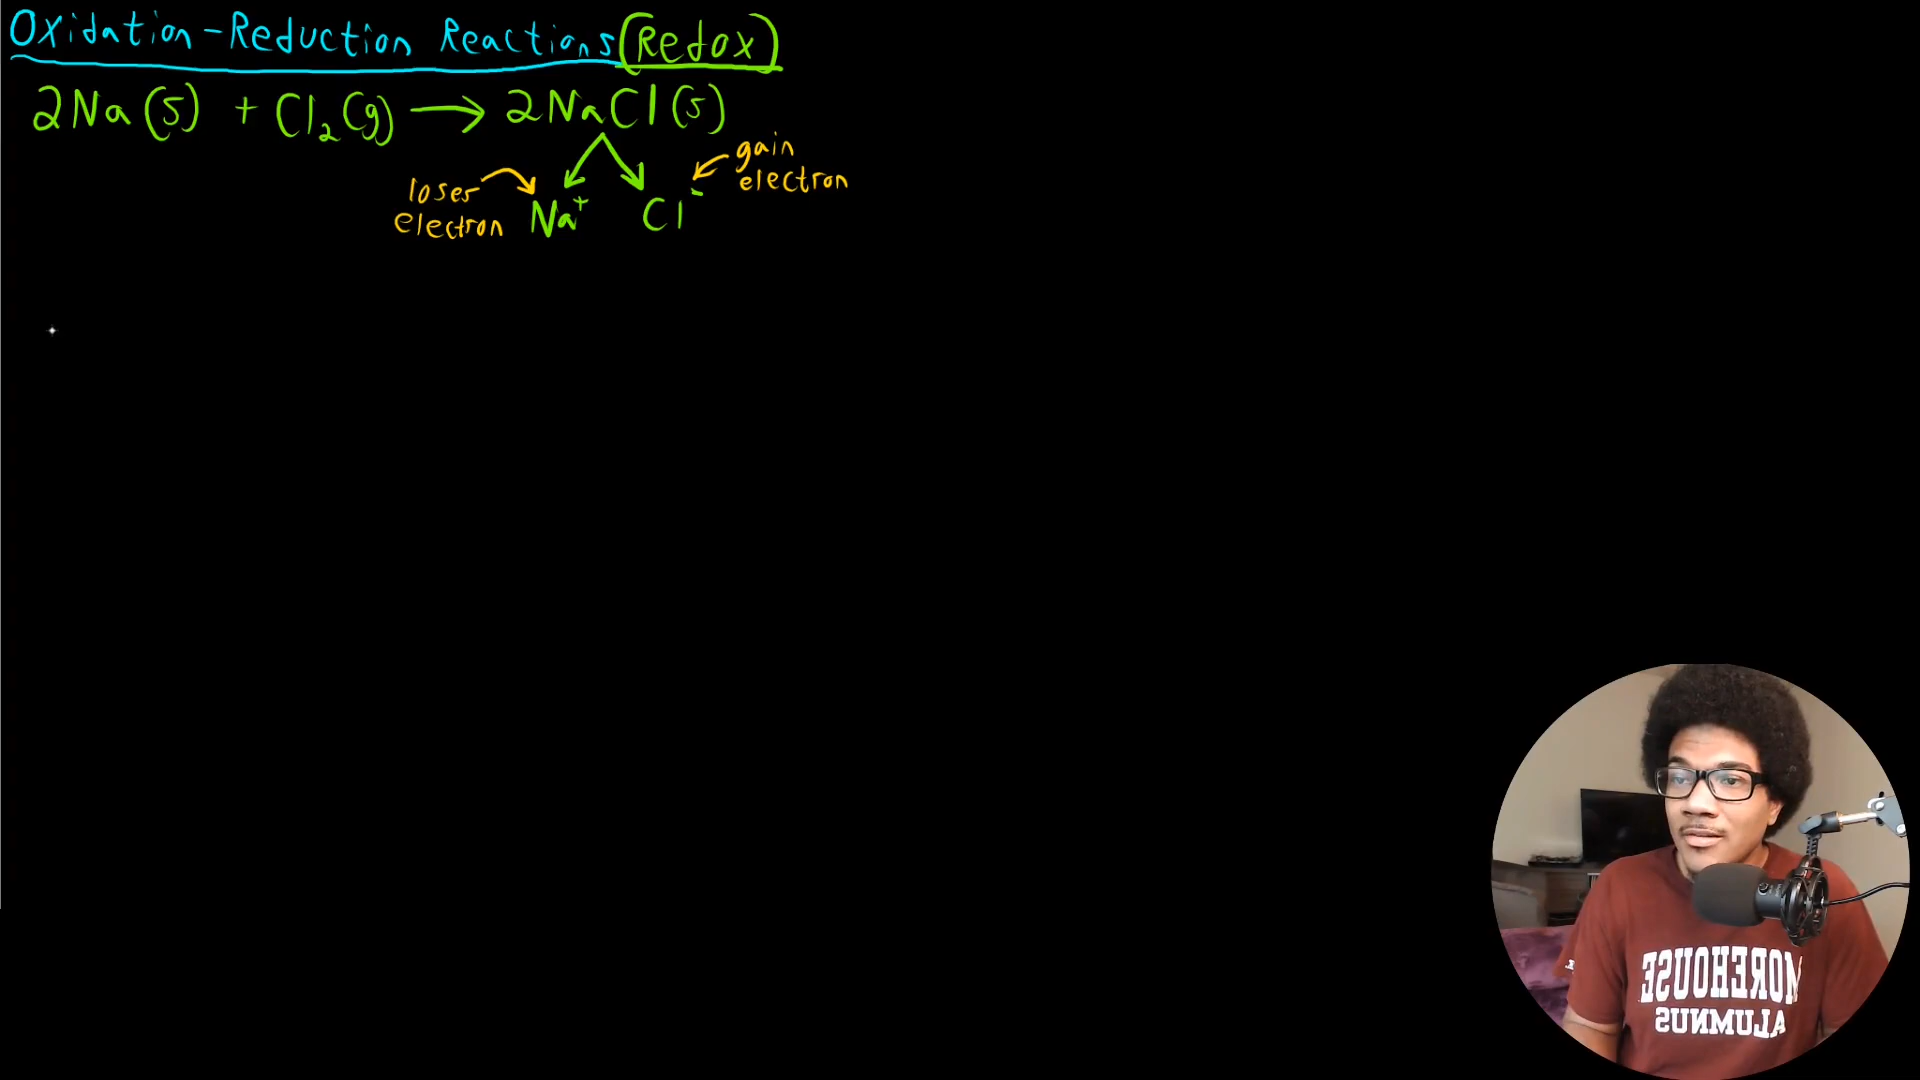 Oxidation-Reduction Reactions (Redox)
2Na(s) + Cl₂(g) → 2NaCl(s)
gain
electron
loses
electron
Na⁺ Cl⁻
MOREHOUSE
ALUMNUS